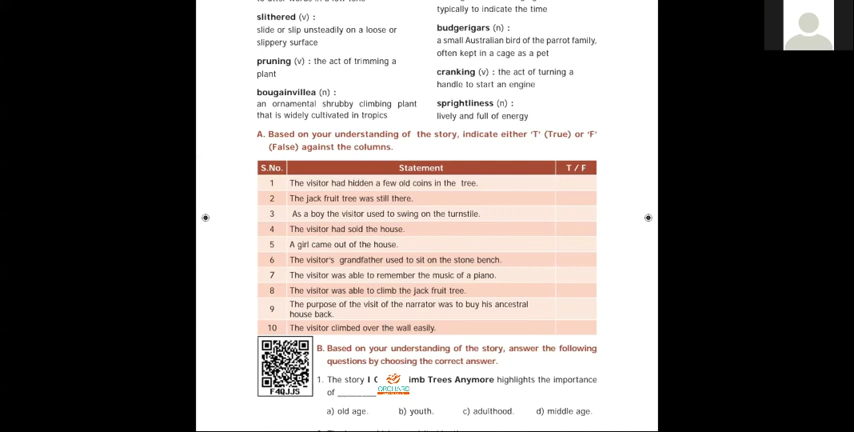 slithered (v) :
slide or slip unsteadily on a loose or
slippery surface
pruning (v) : the act of trimming a
plant
bougainvillea (n) :
an ornamental shrubby climbing plant
that is widely cultivated in tropics
typically to indicate the time
budgerigars (n) :
a small Australian bird of the parrot family,
often kept in a cage as a pet
cranking (v) : the act of turning a
handle to start an engine
sprightliness (n) :
lively and full of energy
A. Based on your understanding of the story, indicate either ‘T’ (True) or ‘F’
(False) against the columns.
S.No. Statement T / F
1 The visitor had hidden a few old coins in the tree.
2 The jack fruit tree was still there.
3 As a boy the visitor used to swing on the turnstile.
4 The visitor had sold the house.
5 A girl came out of the house.
6 The visitor’s grandfather used to sit on the stone bench.
7 The visitor was able to remember the music of a piano.
8 The visitor was able to climb the jack fruit tree.
9 The purpose of the visit of the narrator was to buy his ancestral
house back.
10 The visitor climbed over the wall easily.
F4QJJ5
B. Based on your understanding of the story, answer the following
questions by choosing the correct answer.
1. The story I C imb Trees Anymore highlights the importance
of ________
ORCHARD
a) old age. b) youth. c) adulthood. d) middle age.